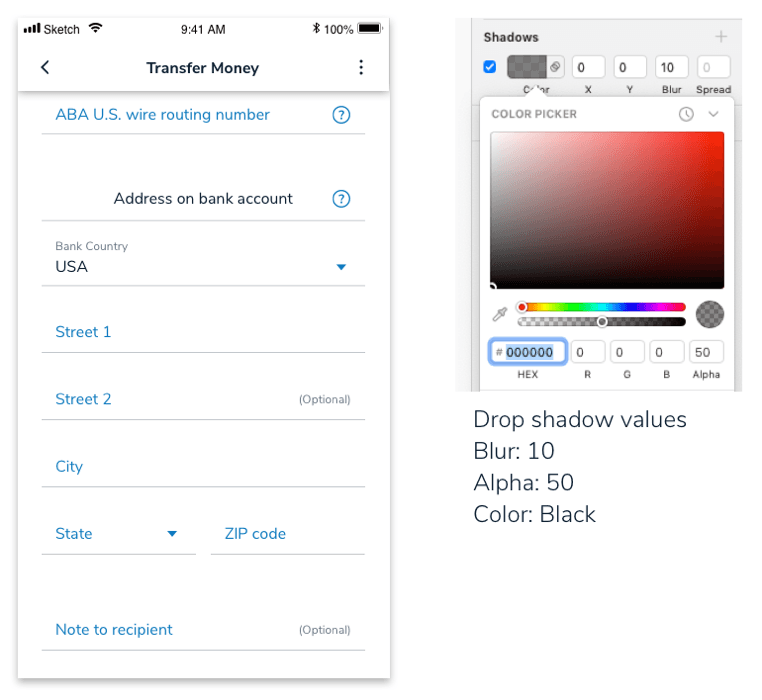 Sketch 9:41 AM 100%
Transfer Money
ABA U.S. wire routing number ?
Address on bank account ?
Bank Country
USA
Street 1
Street 2 (Optional)
City
State ZIP code
Note to recipient (Optional)
Shadows
0 0 10 0
Color X Y Blur Spread
COLOR PICKER
# 000000 0 0 0 50
HEX R G B Alpha
Drop shadow values
Blur: 10
Alpha: 50
Color: Black